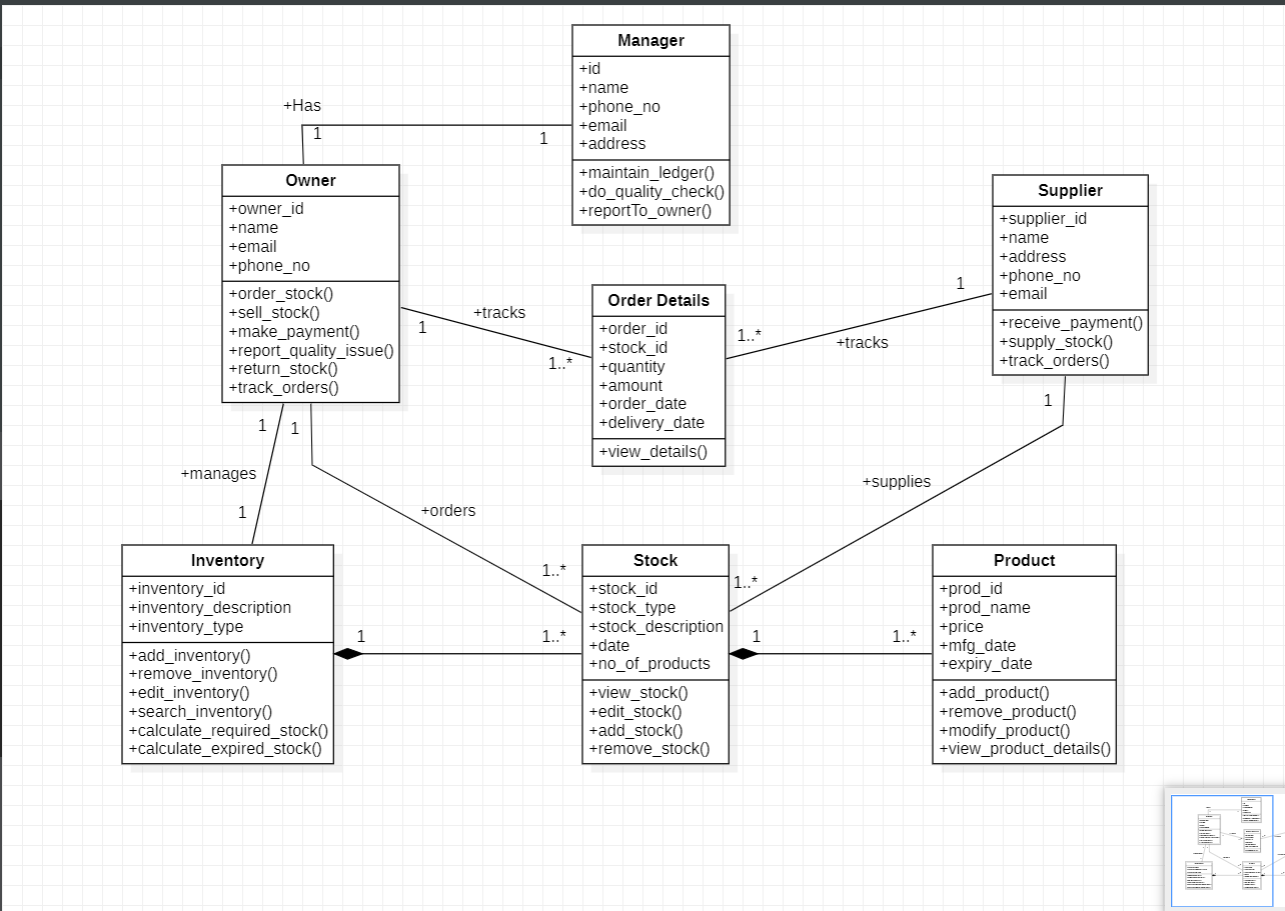 Manager
+id
+name
+phone_no
+email
+address
+maintain_ledger()
+do_quality_check()
+reportTo_owner()
+Has
1
1
Owner
+owner_id
+name
+email
+phone_no
+order_stock()
+sell_stock()
+make_payment()
+report_quality_issue()
+return_stock()
+track_orders()
Supplier
+supplier_id
+name
+address
+phone_no
+email
+receive_payment()
+supply_stock()
+track_orders()
+tracks
1
1..*
Order Details
+order_id
+stock_id
+quantity
+amount
+order_date
+delivery_date
+view_details()
1
1..*
+tracks
1
1
+manages
1
+orders
1..*
1
+supplies
1..*
Inventory
+inventory_id
+inventory_description
+inventory_type
+add_inventory()
+remove_inventory()
+edit_inventory()
+search_inventory()
+calculate_required_stock()
+calculate_expired_stock()
1
1..*
Stock
+stock_id
+stock_type
+stock_description
+date
+no_of_products
+view_stock()
+edit_stock()
+add_stock()
+remove_stock()
1
1..*
Product
+prod_id
+prod_name
+price
+mfg_date
+expiry_date
+add_product()
+remove_product()
+modify_product()
+view_product_details()